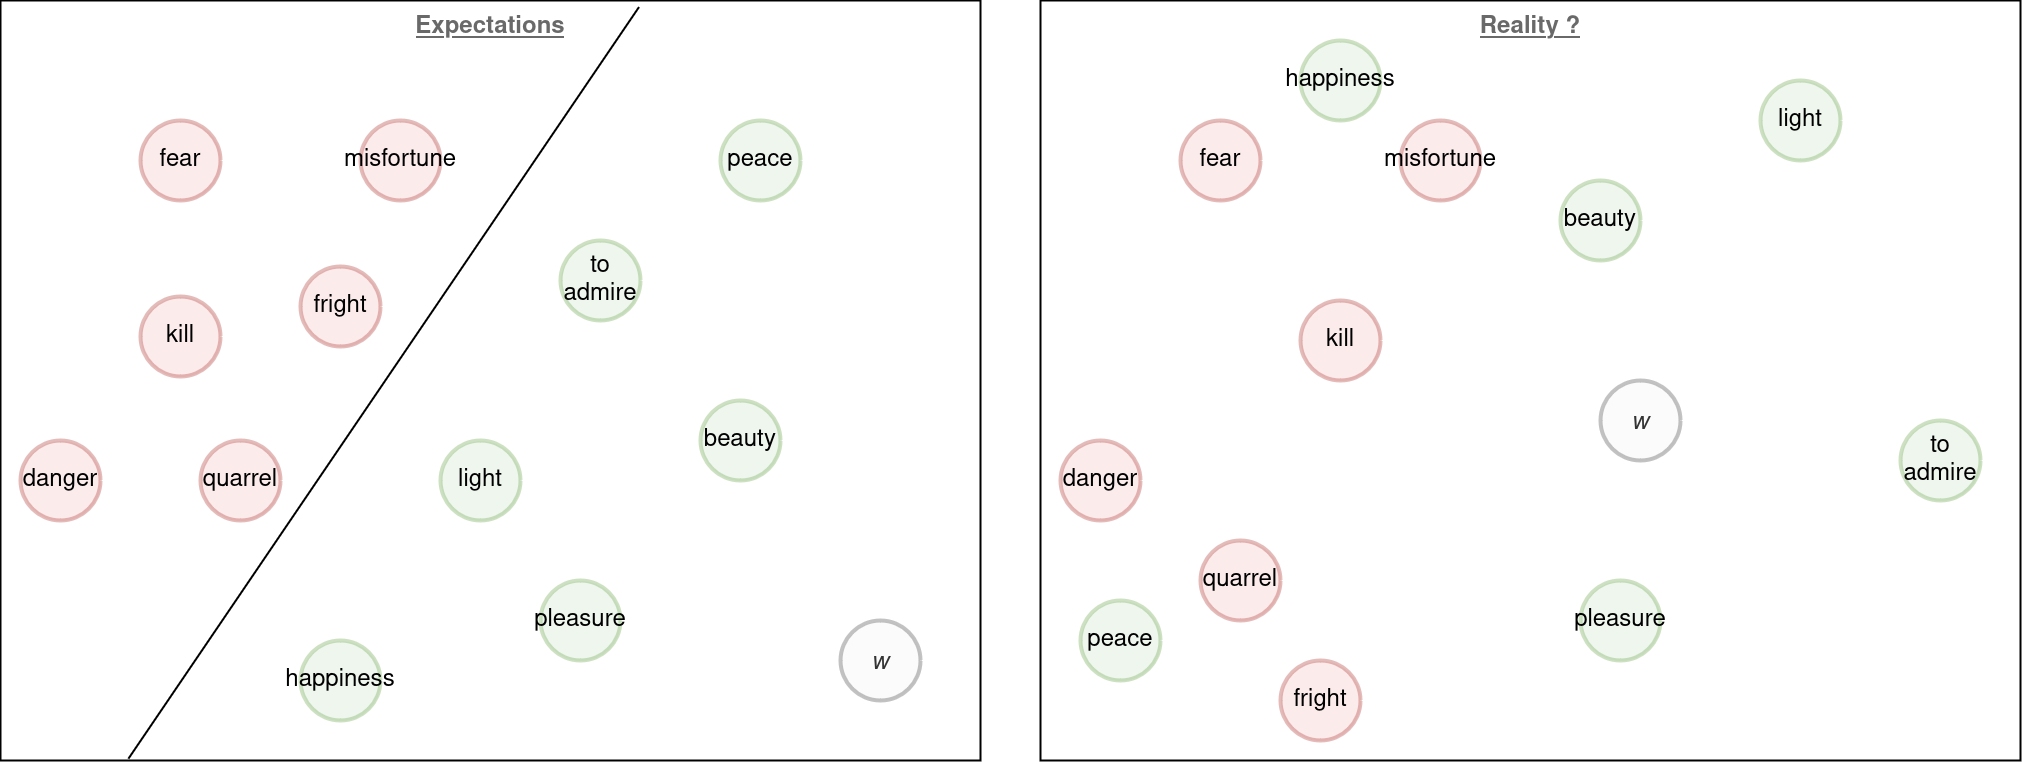 Expectations
fear
misfortune
peace
to
admire
fright
kill
beauty
danger
quarrel
light
pleasure
w
happiness
Reality ?
happiness
light
fear
misfortune
beauty
kill
w
to
admire
danger
quarrel
peace
pleasure
fright